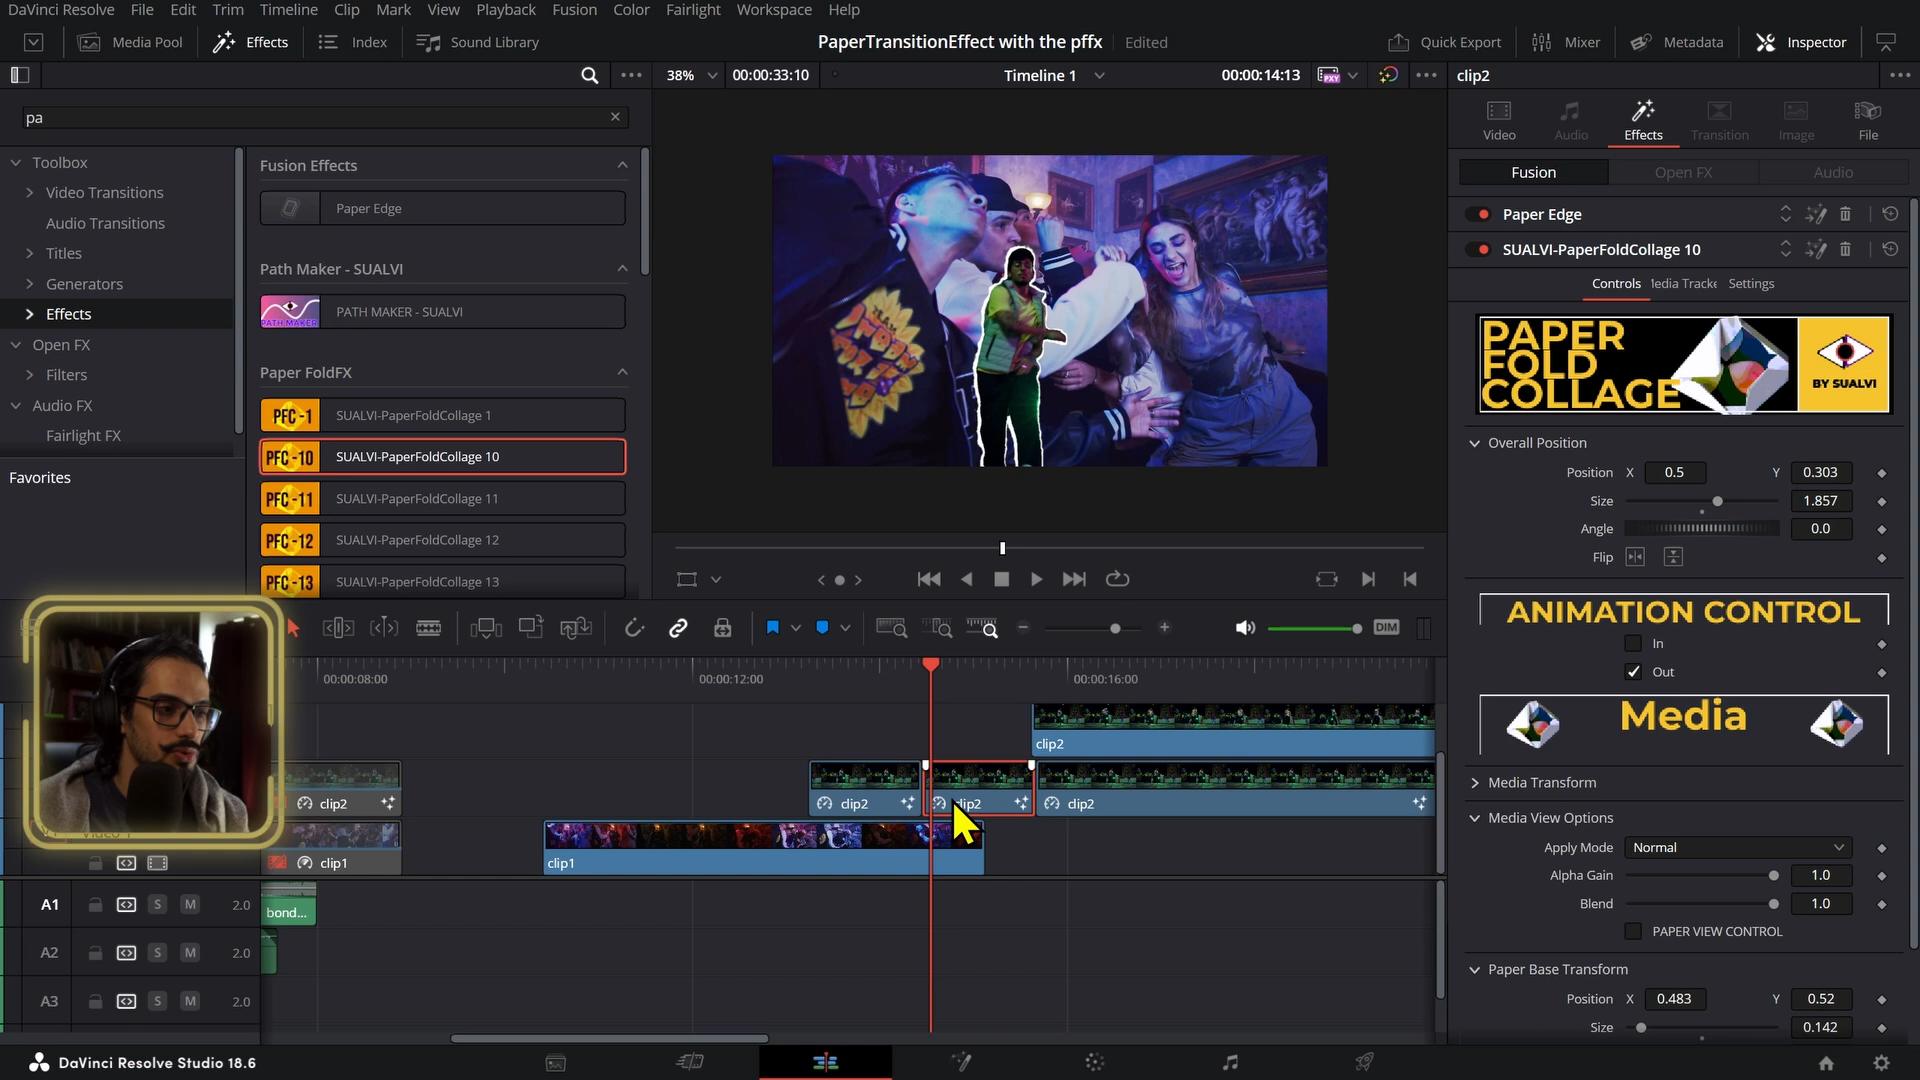 DaVinci Resolve File Edit Trim Timeline Clip Mark View Playback Fusion Color Fairlight Workspace Help
Media Pool Effects Index Sound Library PaperTransitionEffect with the pffx Edited Quick Export Mixer Metadata Inspector
38% 00:00:33:10 Timeline 1 00:00:14:13 PXY clip2
pa
Video Audio Effects Transition Image File
Toolbox
Video Transitions
Audio Transitions
Titles
Generators
Effects
Open FX
Filters
Audio FX
Fairlight FX
Favorites
Fusion Effects
Paper Edge
Path Maker - SUALVI
PATH MAKER PATH MAKER - SUALVI
Paper FoldFX
PFC -1 SUALVI-PaperFoldCollage 1
PFC -10 SUALVI-PaperFoldCollage 10
PFC -11 SUALVI-PaperFoldCollage 11
PFC -12 SUALVI-PaperFoldCollage 12
PFC -13 SUALVI-PaperFoldCollage 13
Fusion Open FX Audio
Paper Edge
SUALVI-PaperFoldCollage 10
Controls Media Tracke Settings
PAPER
FOLD
COLLAGE
BY SUALVI
Overall Position
Position X 0.5 Y 0.303
Size 1.857
Angle 0.0
Flip
ANIMATION CONTROL
In
Out
Media
Media Transform
Media View Options
Apply Mode Normal
Alpha Gain 1.0
Blend 1.0
PAPER VIEW CONTROL
Paper Base Transform
Position X 0.483 Y 0.52
Size 0.142
DIM
00:00:08:00 00:00:12:00 00:00:16:00
clip2
clip2 clip2 clip2 clip2
clip1 clip1
A1 S M 2.0 bond...
A2 S M 2.0
A3 S M 2.0
DaVinci Resolve Studio 18.6